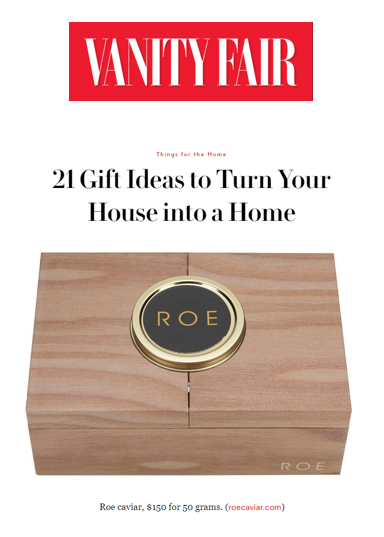 VANITY FAIR
Things for the Home
21 Gift Ideas to Turn Your
House into a Home
ROE
ROE
Roe caviar, $150 for 50 grams. (roecaviar.com)